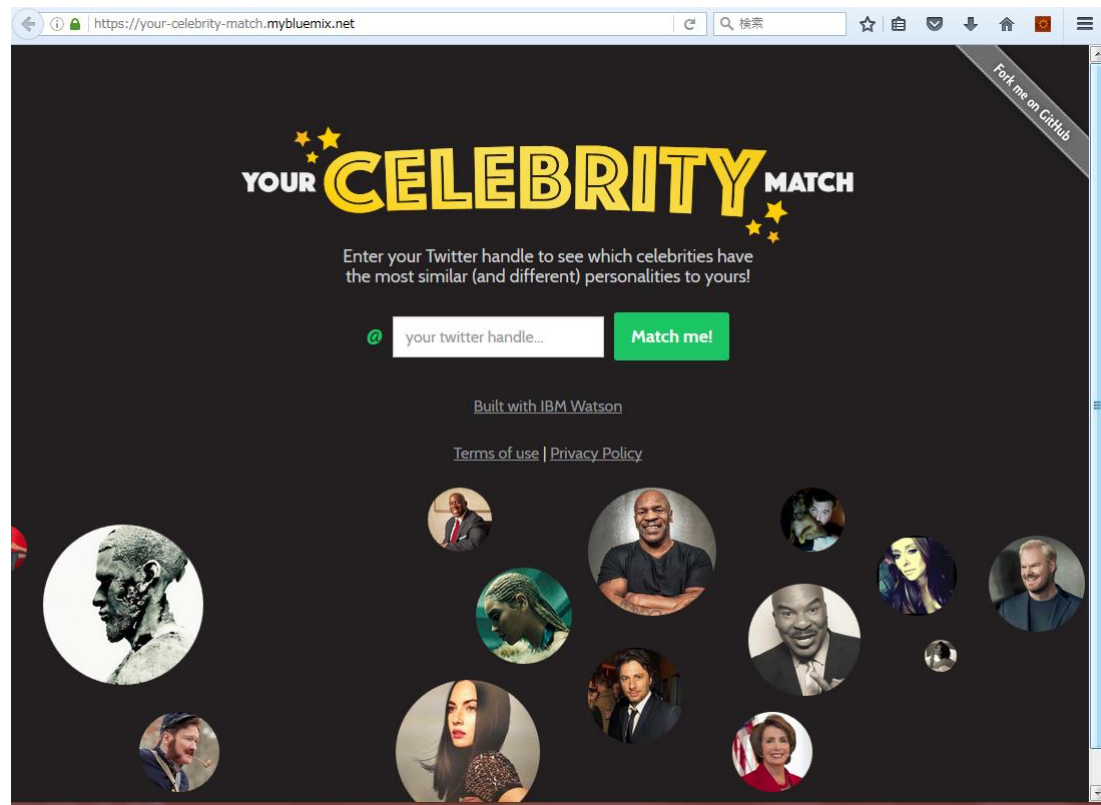 https://your-celebrity-match.mybluemix.net
検索
Fork me on GitHub
YOUR CELEBRITY MATCH
Enter your Twitter handle to see which celebrities have
the most similar (and different) personalities to yours!
@ your twitter handle... Match me!
Built with IBM Watson
Terms of use | Privacy Policy